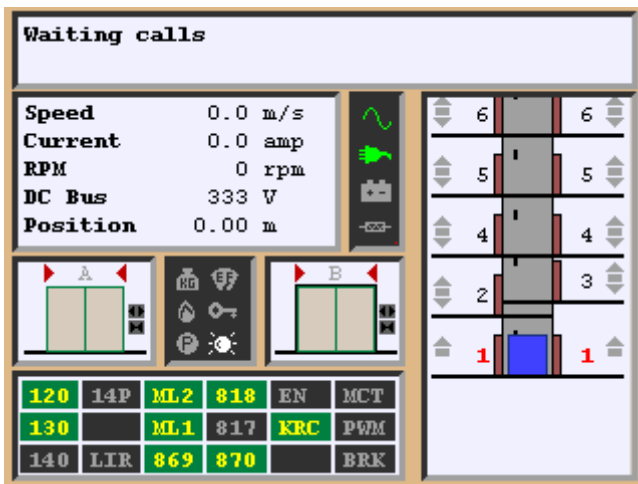 Waiting calls
Speed 0.0 m/s
Current 0.0 amp
RPM 0 rpm
DC Bus 333 V
Position 0.00 m
6 6
5 5
4 4
2 3
1 1
A
KG
P
B
120 14P ML2 818 EN MCT
130 ML1 817 KRC PWM
140 LIR 869 870 BRK